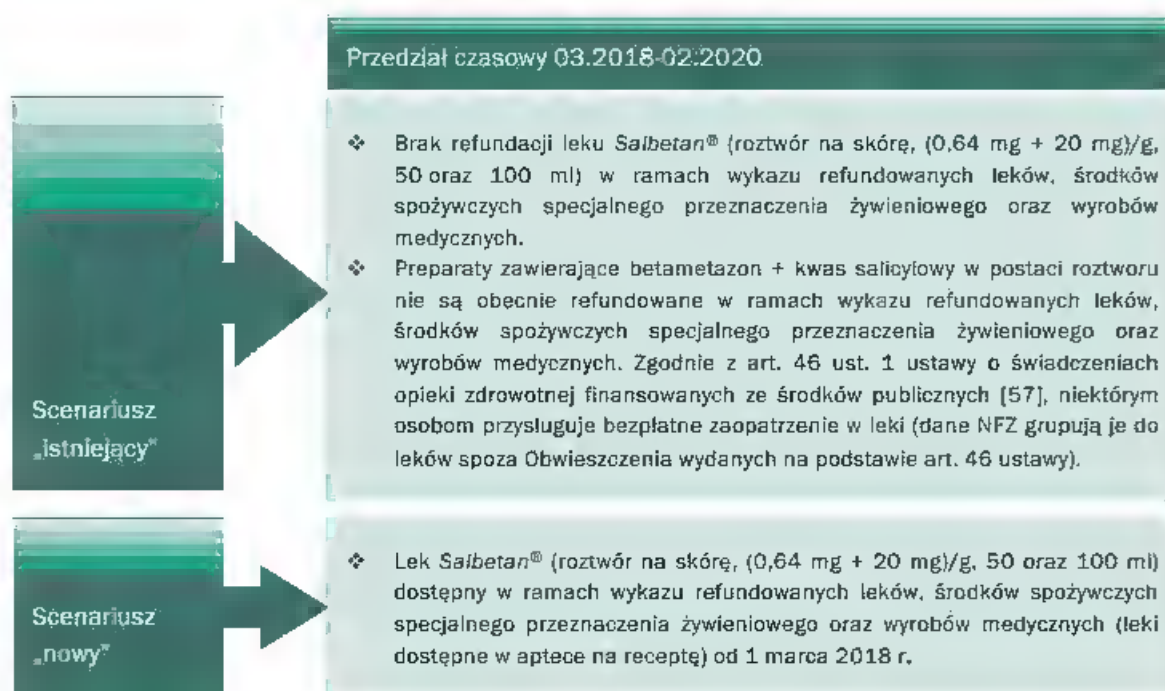 Przedział czasowy 03.2018-02.2020
❖ Brak refundacji leku Salbetan® (roztwór na skórę, (0,64 mg + 20 mg)/g,
50 oraz 100 ml) w ramach wykazu refundowanych leków, środków
spożywczych specjalnego przeznaczenia żywieniowego oraz wyrobów
medycznych.
❖ Preparaty zawierające betametazon + kwas salicylowy w postaci roztworu
nie są obecnie refundowane w ramach wykazu refundowanych leków,
środków spożywczych specjalnego przeznaczenia żywieniowego oraz
wyrobów medycznych. Zgodnie z art. 46 ust. 1 ustawy o świadczeniach
opieki zdrowotnej finansowanych ze środków publicznych [57], niektórym
osobom przysługuje bezpłatne zaopatrzenie w leki (dane NFZ grupują je do
leków spoza Obwieszczenia wydanych na podstawie art. 46 ustawy).
Scenariusz
„istniejący”
❖ Lek Salbetan® (roztwór na skórę, (0,64 mg + 20 mg)/g, 50 oraz 100 ml)
dostępny w ramach wykazu refundowanych leków, środków spożywczych
specjalnego przeznaczenia żywieniowego oraz wyrobów medycznych (leki
dostępne w aptece na receptę) od 1 marca 2018 r.
Scenariusz
„nowy”